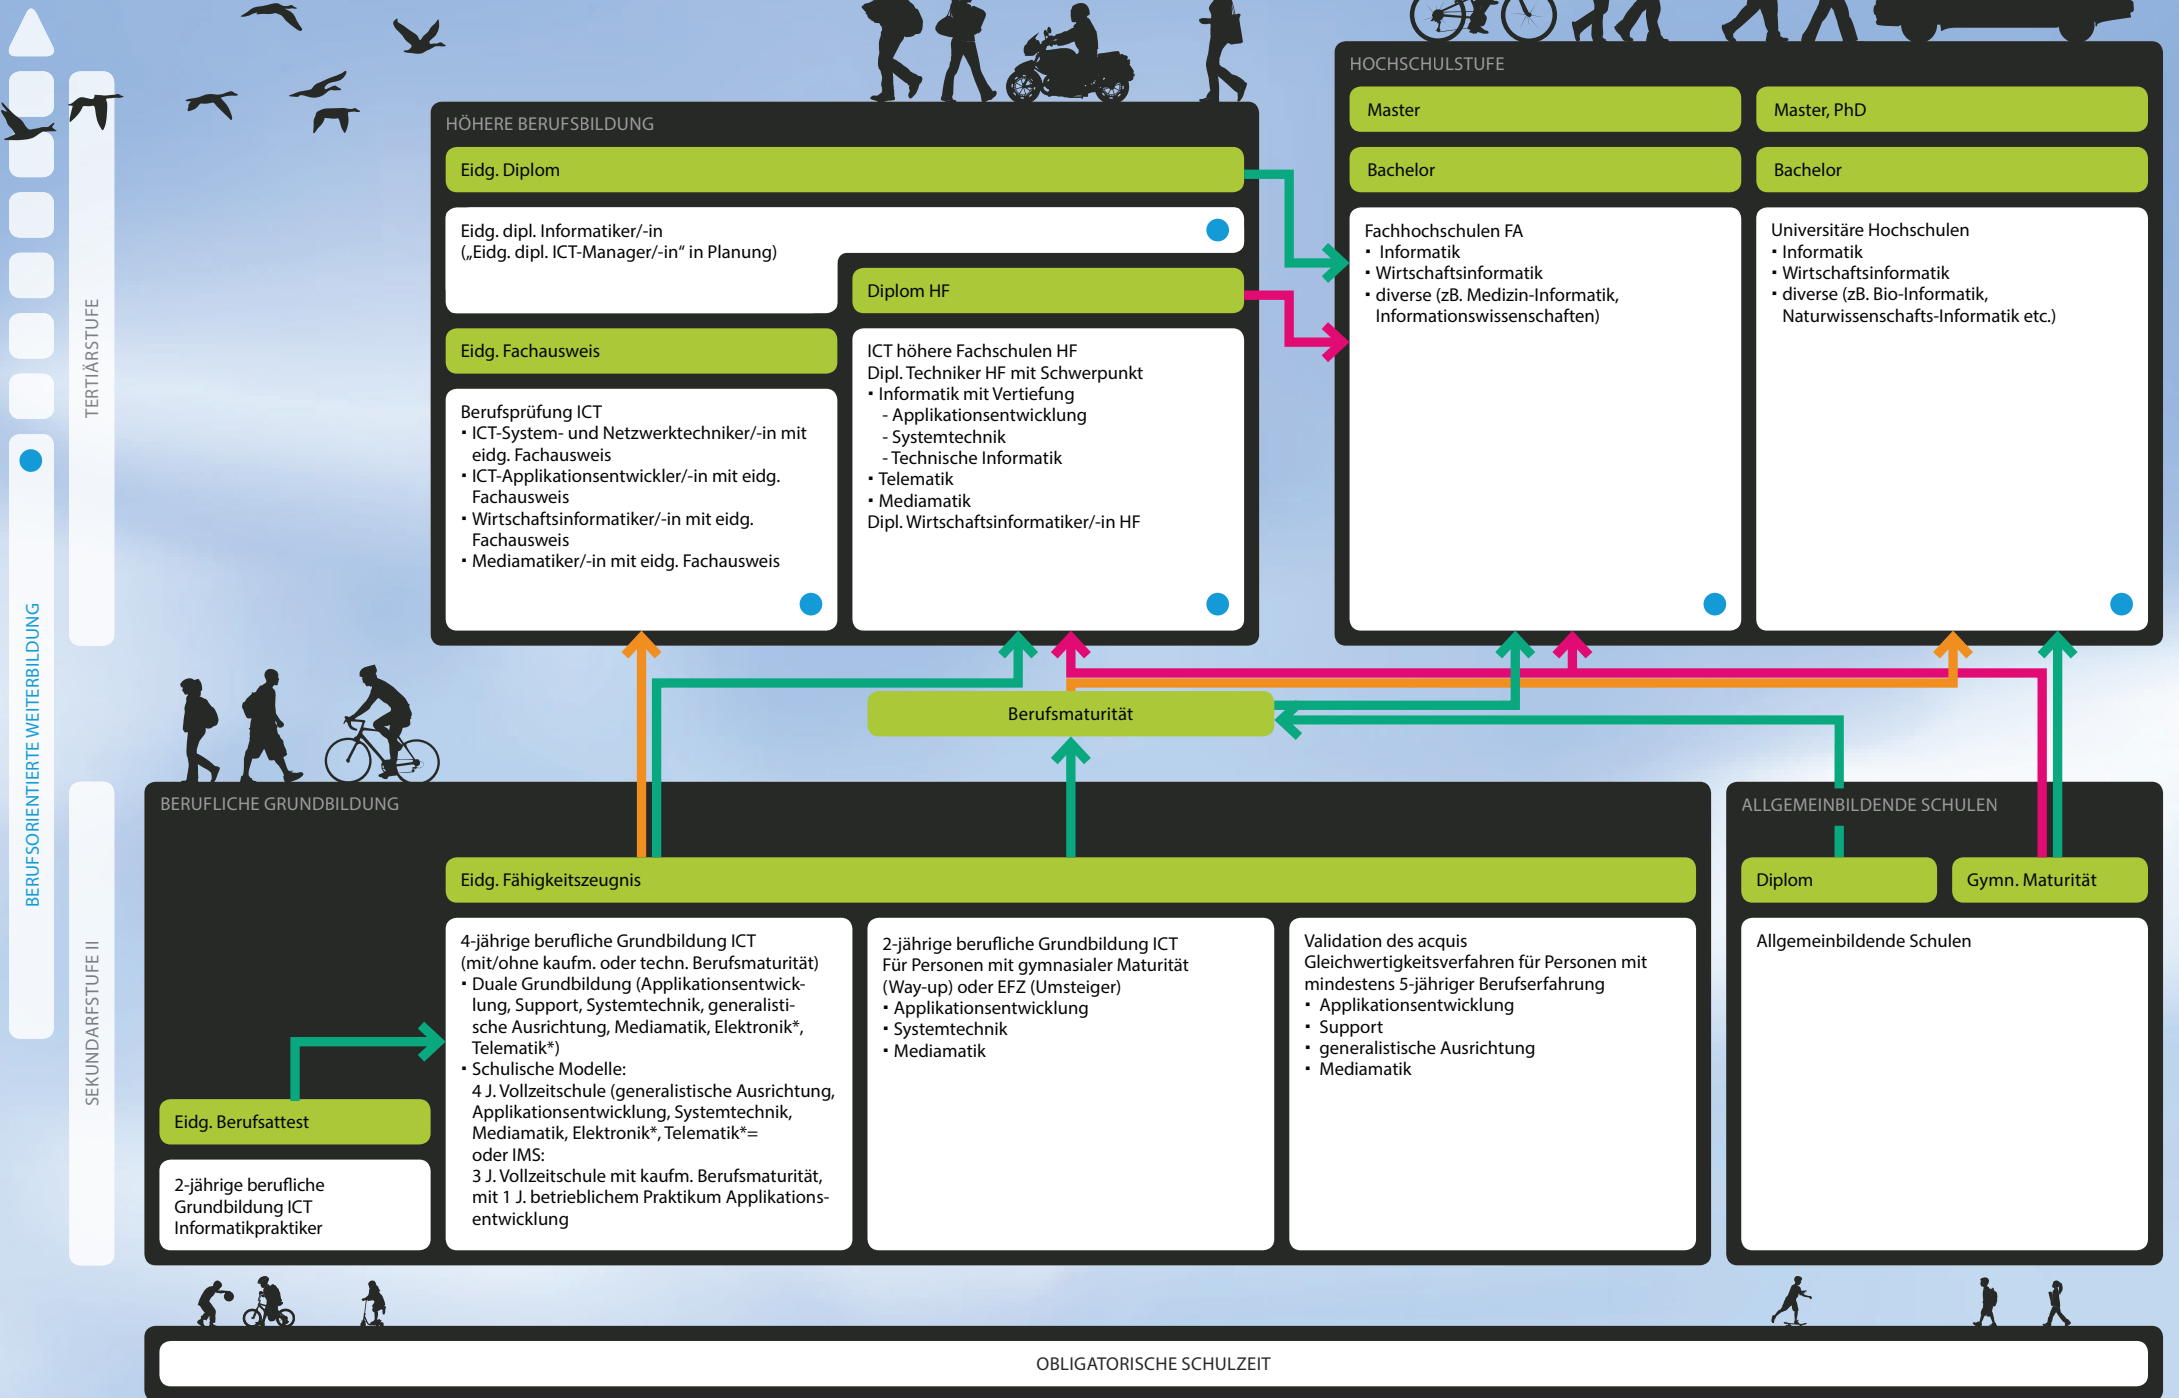 HOCHSCHULSTUFE
Master
Master, PhD
Bachelor
Bachelor
Fachhochschulen FA
▪ Informatik
▪ Wirtschaftsinformatik
▪ diverse (zB. Medizin-Informatik,
Informationswissenschaften)
Universitäre Hochschulen
▪ Informatik
▪ Wirtschaftsinformatik
▪ diverse (zB. Bio-Informatik,
Naturwissenschafts-Informatik etc.)
HÖHERE BERUFSBILDUNG
Eidg. Diplom
Eidg. dipl. Informatiker/-in
(„Eidg. dipl. ICT-Manager/-in“ in Planung)
Diplom HF
Eidg. Fachausweis
Berufsprüfung ICT
▪ ICT-System- und Netzwerktechniker/-in mit
eidg. Fachausweis
▪ ICT-Applikationsentwickler/-in mit eidg.
Fachausweis
▪ Wirtschaftsinformatiker/-in mit eidg.
Fachausweis
▪ Mediamatiker/-in mit eidg. Fachausweis
ICT höhere Fachschulen HF
Dipl. Techniker HF mit Schwerpunkt
▪ Informatik mit Vertiefung
- Applikationsentwicklung
- Systemtechnik
- Technische Informatik
▪ Telematik
▪ Mediamatik
Dipl. Wirtschaftsinformatiker/-in HF
TERTIÄRSTUFE
BERUFSORIENTIERTE WEITERBILDUNG
SEKUNDARFSTUFE II
Berufsmaturität
BERUFLICHE GRUNDBILDUNG
Eidg. Fähigkeitszeugnis
4-jährige berufliche Grundbildung ICT
(mit/ohne kaufm. oder techn. Berufsmaturität)
▪ Duale Grundbildung (Applikationsentwick-
lung, Support, Systemtechnik, generalisti-
sche Ausrichtung, Mediamatik, Elektronik*,
Telematik*)
▪ Schulische Modelle:
4 J. Vollzeitschule (generalistische Ausrichtung,
Applikationsentwicklung, Systemtechnik,
Mediamatik, Elektronik*, Telematik*=
oder IMS:
3 J. Vollzeitschule mit kaufm. Berufsmaturität,
mit 1 J. betrieblichem Praktikum Applikations-
entwicklung
2-jährige berufliche Grundbildung ICT
Für Personen mit gymnasialer Maturität
(Way-up) oder EFZ (Umsteiger)
▪ Applikationsentwicklung
▪ Systemtechnik
▪ Mediamatik
Validation des acquis
Gleichwertigkeitsverfahren für Personen mit
mindestens 5-jähriger Berufserfahrung
▪ Applikationsentwicklung
▪ Support
▪ generalistische Ausrichtung
▪ Mediamatik
Eidg. Berufsattest
2-jährige berufliche
Grundbildung ICT
Informatikpraktiker
ALLGEMEINBILDENDE SCHULEN
Diplom
Gymn. Maturität
Allgemeinbildende Schulen
OBLIGATORISCHE SCHULZEIT